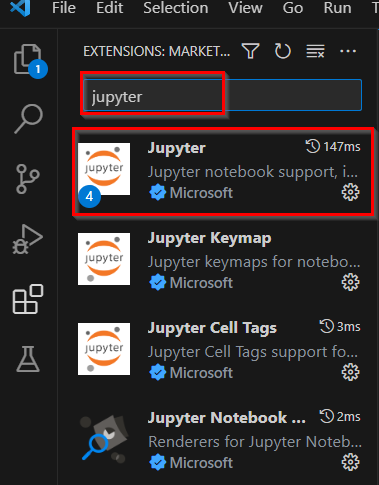 File Edit Selection View Go Run T
EXTENSIONS: MARKET...
1
jupyter
Jupyter 147ms
Jupyter notebook support, i...
Microsoft
jupyter
4
Jupyter Keymap
Jupyter keymaps for notebo...
Microsoft
jupyter
Jupyter Cell Tags 3ms
Jupyter Cell Tags support fo...
Microsoft
jupyter
Jupyter Notebook ... 2ms
Renderers for Jupyter Noteb...
Microsoft